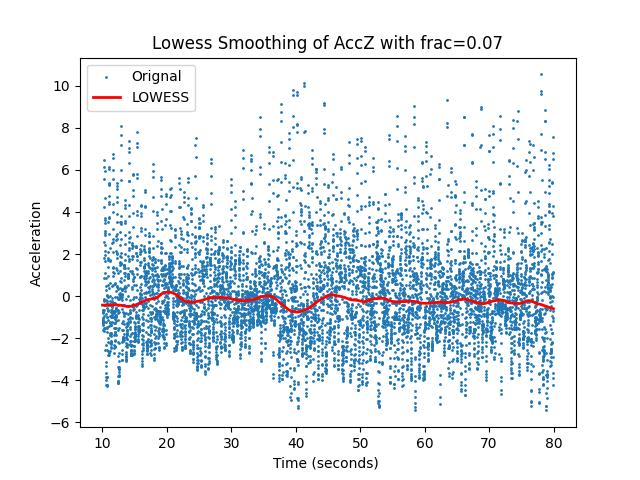 Lowess Smoothing of AccZ with frac=0.07
Orignal
LOWESS
Acceleration
10
8
6
4
2
0
−2
−4
−6
10 20 30 40 50 60 70 80
Time (seconds)